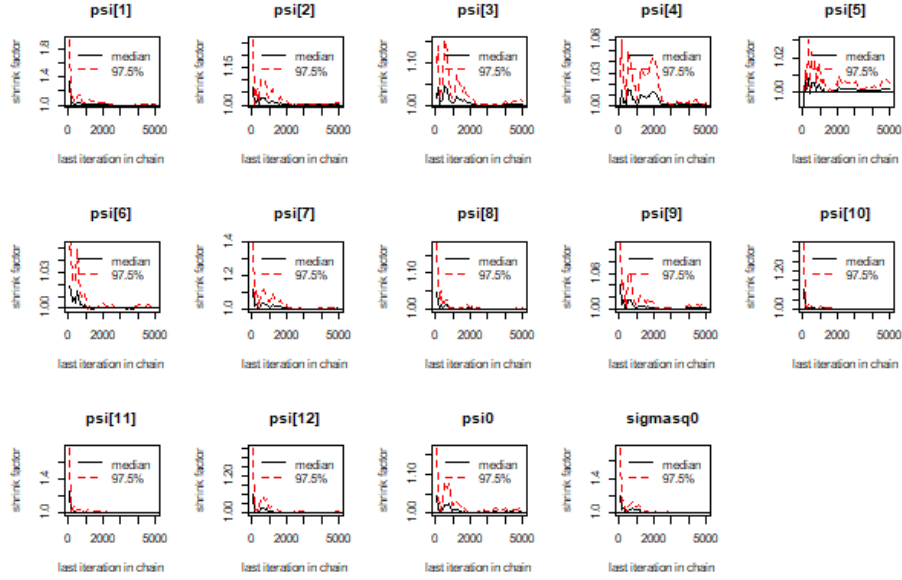 psi[1] psi[2] psi[3] psi[4] psi[5]
shrink factor 1.0 1.4 1.8 median 97.5% 0 2000 5000 last iteration in chain
shrink factor 1.00 1.15 median 97.5% 0 2000 5000 last iteration in chain
shrink factor 1.00 1.10 median 97.5% 0 2000 5000 last iteration in chain
shrink factor 1.00 1.03 1.06 median 97.5% 0 2000 5000 last iteration in chain
shrink factor 1.00 1.02 median 97.5% 0 2000 5000 last iteration in chain
psi[6] psi[7] psi[8] psi[9] psi[10]
shrink factor 1.00 1.03 median 97.5% 0 2000 5000 last iteration in chain
shrink factor 1.0 1.2 1.4 median 97.5% 0 2000 5000 last iteration in chain
shrink factor 1.00 1.10 median 97.5% 0 2000 5000 last iteration in chain
shrink factor 1.00 1.06 median 97.5% 0 2000 5000 last iteration in chain
shrink factor 1.00 1.20 median 97.5% 0 2000 5000 last iteration in chain
psi[11] psi[12] psi0 sigmasq0
shrink factor 1.0 1.4 median 97.5% 0 2000 5000 last iteration in chain
shrink factor 1.00 1.20 median 97.5% 0 2000 5000 last iteration in chain
shrink factor 1.00 1.10 median 97.5% 0 2000 5000 last iteration in chain
shrink factor 1.0 1.4 median 97.5% 0 2000 5000 last iteration in chain